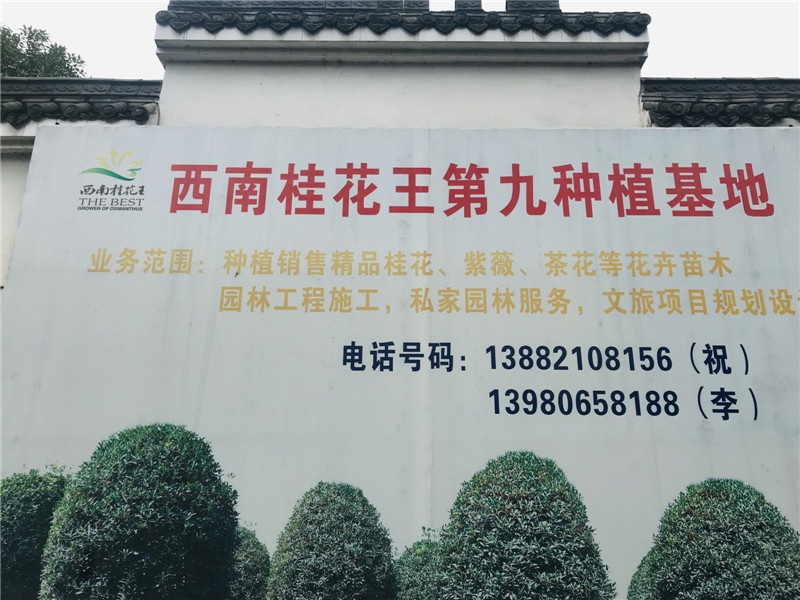 西南桂花王
THE BEST
GROWER OF OSMANTHUS
西南桂花王第九种植基地
业务范围：种植销售精品桂花、紫薇、茶花等花卉苗木
园林工程施工，私家园林服务，文旅项目规划设
电话号码：13882108156（祝）
13980658188（李）